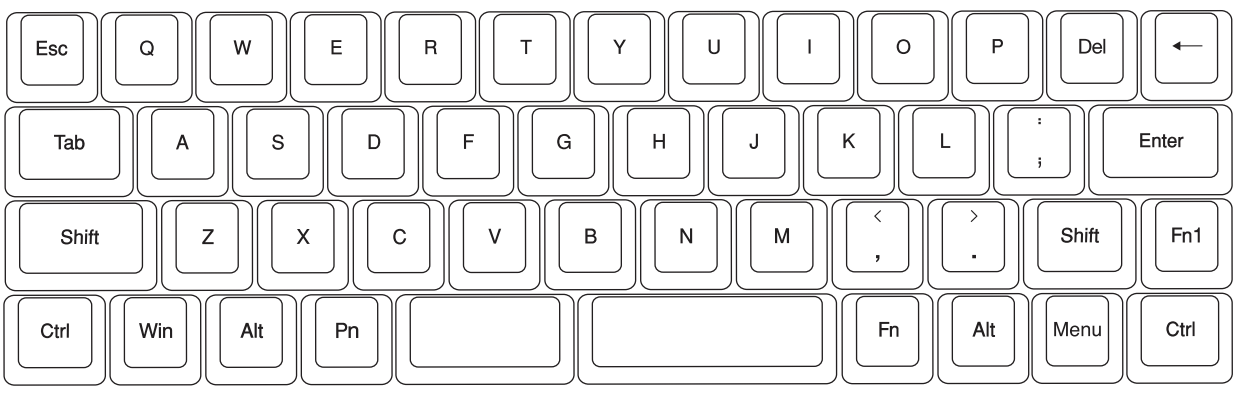 Esc Q W E R T Y U I O P Del ←
Tab A S D F G H J K L : ; Enter
Shift Z X C V B N M < , > . Shift Fn1
Ctrl Win Alt Pn Fn Alt Menu Ctrl